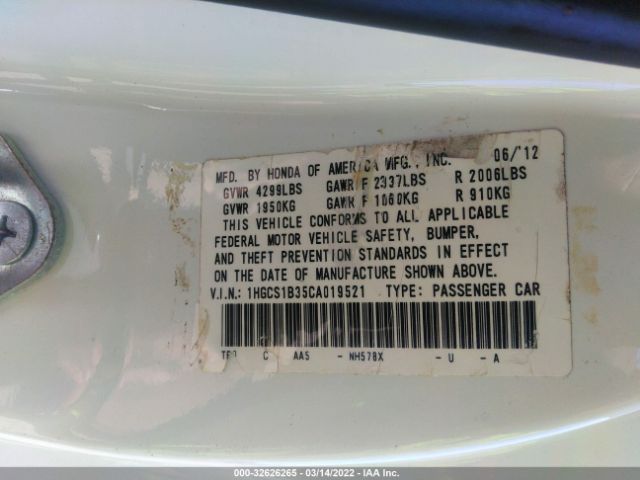 MFD. BY HONDA OF AMERICA MFG., INC. 06/12
GVWR 4299LBS GAWR F 2337LBS R 2006LBS
GVWR 1950KG GAWR F 1060KG R 910KG
THIS VEHICLE CONFORMS TO ALL APPLICABLE
FEDERAL MOTOR VEHICLE SAFETY, BUMPER,
AND THEFT PREVENTION STANDARDS IN EFFECT
ON THE DATE OF MANUFACTURE SHOWN ABOVE.
V.I.N.: 1HGCS1B35CA019521 TYPE: PASSENGER CAR
C AAS - NH578X - U - A
000-32626265 - 03/14/2022 - IAA Inc.